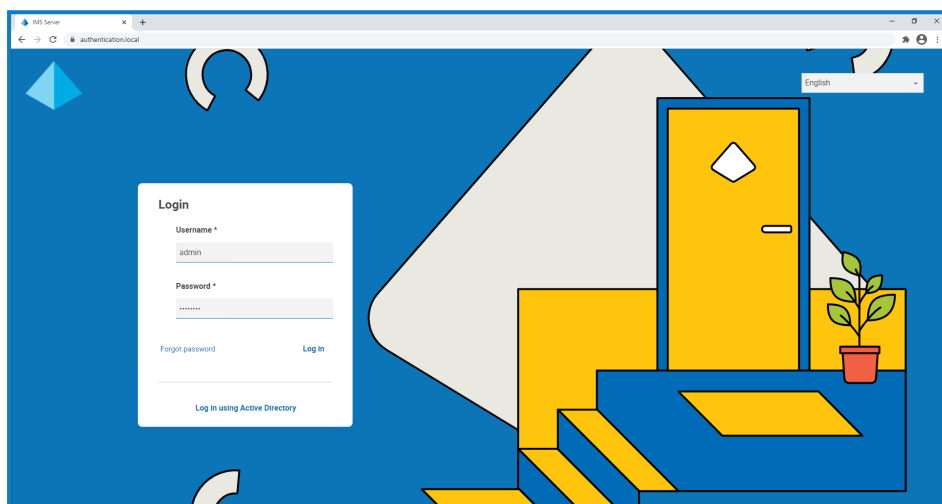 IMS Server
authentication.local
English
Login
Username *
admin
Password *
••••••••
Forgot password
Log in
Log in using Active Directory